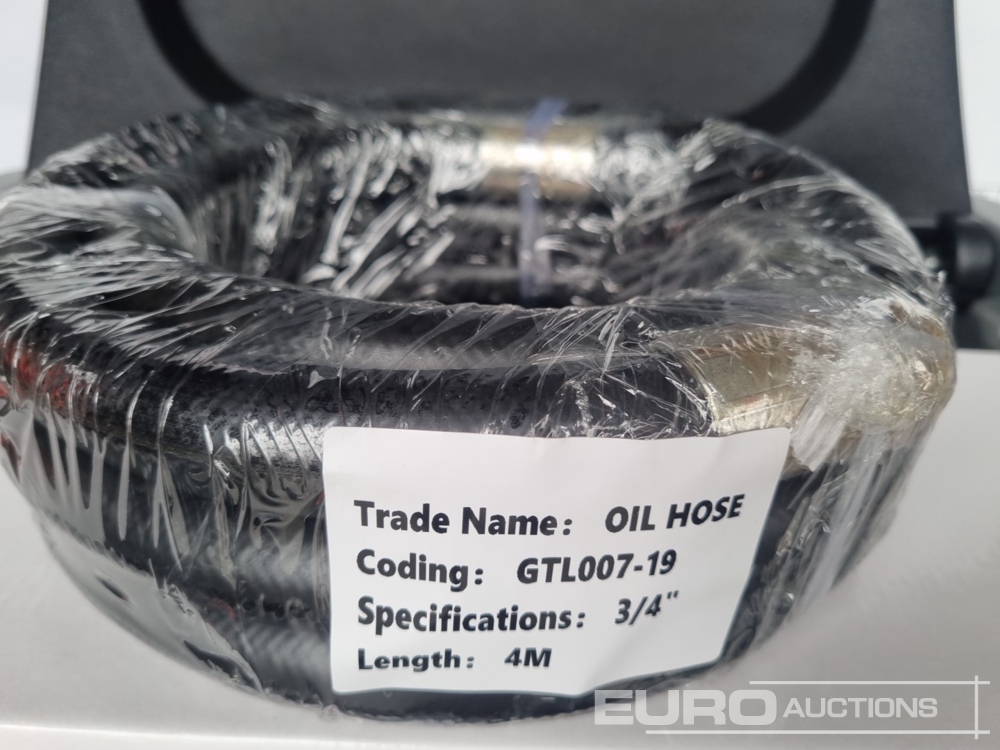 Trade Name: OIL HOSE
Coding: GTL007-19
Specifications: 3/4"
Length: 4M
EURO AUCTIONS